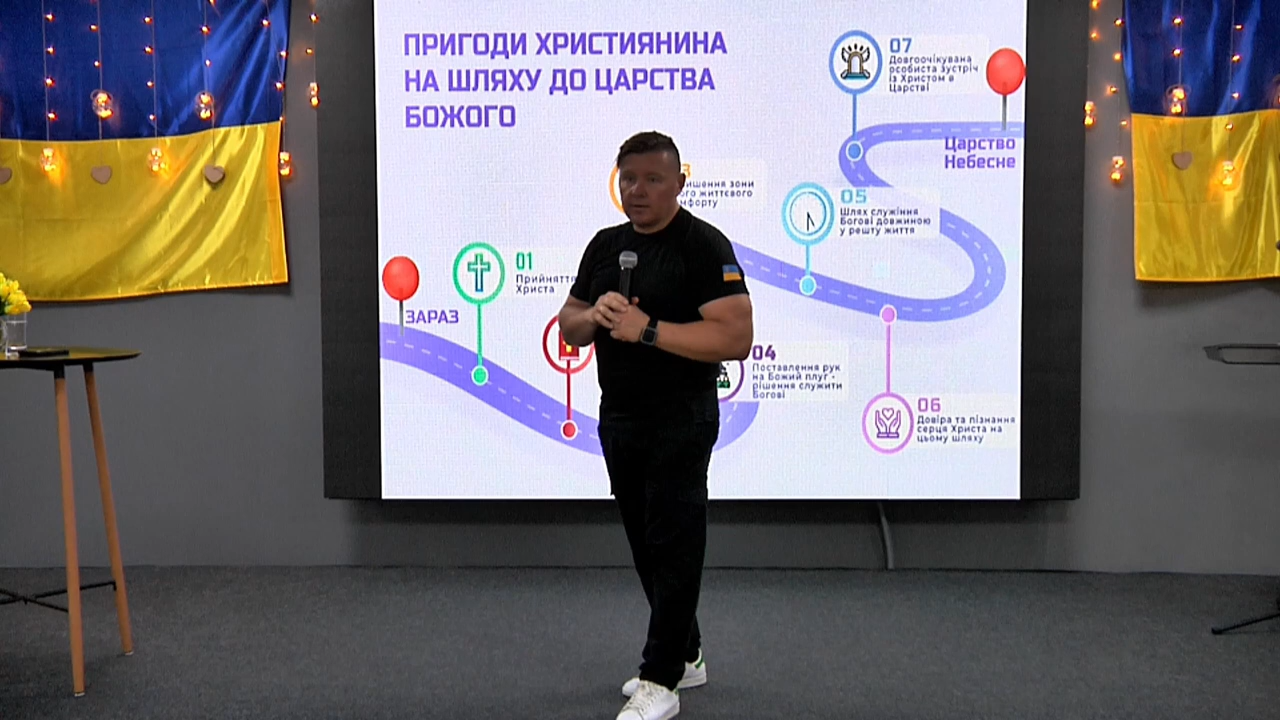 ПРИГОДИ ХРИСТИЯНИНА
НА ШЛЯХУ ДО ЦАРСТВА
БОЖОГО
ЗАРАЗ
01
Прийняття
Христа
04
Поставлення рук
на Божий плуг -
рішення служити
Богові
05
Шлях служіння
Богові довжиною
у решту життя
06
Довіра та пізнання
серця Христа на
цьому шляху
07
Довгоочікувана
особиста зустріч
із Христом в
Царстві
Царство
Небесне